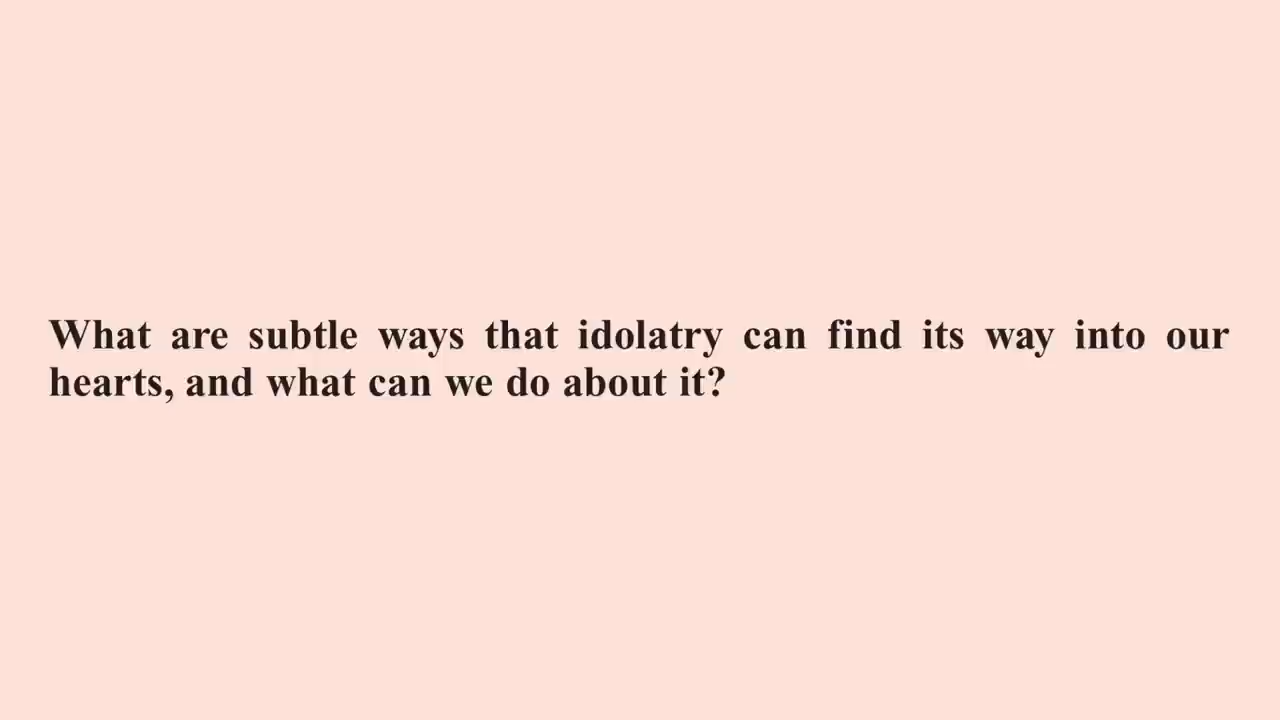 What are subtle ways that idolatry can find its way into our
hearts, and what can we do about it?